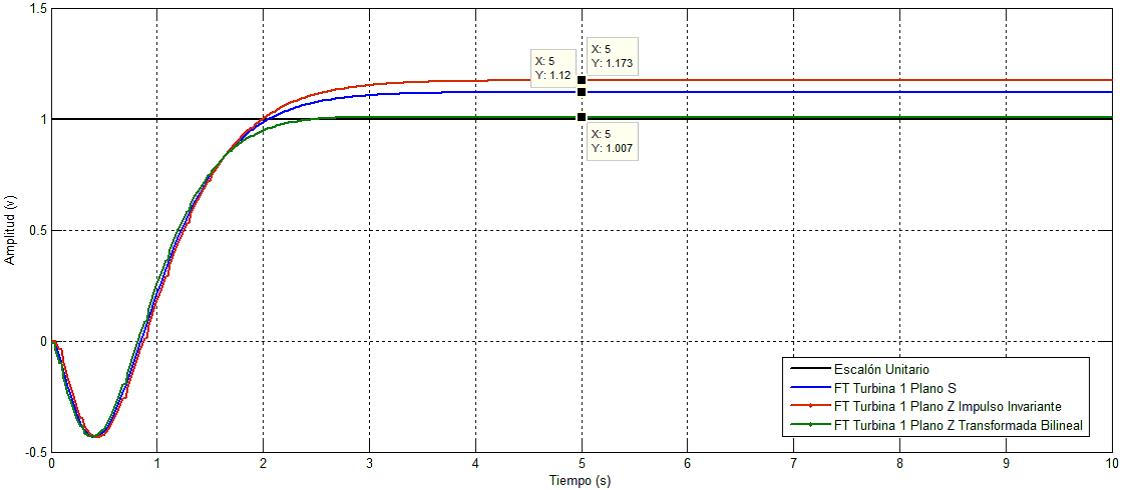 1.5
1
0.5
0
-0.5
Amplitud (v)
X: 5
Y: 1.12
X: 5
Y: 1.173
X: 5
Y: 1.007
Escalón Unitario
FT Turbina 1 Plano S
FT Turbina 1 Plano Z Impulso Invariante
FT Turbina 1 Plano Z Transformada Bilineal
0 1 2 3 4 5 6 7 8 9 10
Tiempo (s)